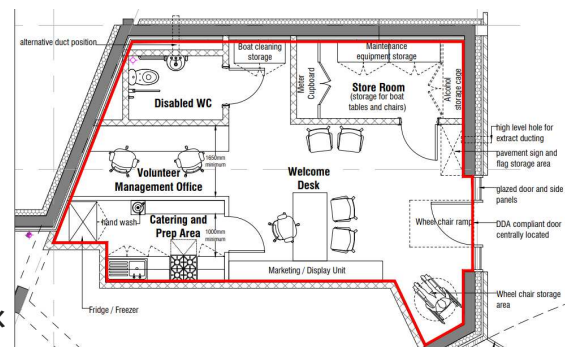 alternative duct position
Boat cleaning
storage
Maintenance
equipment storage
Meter
Cupboard
Store Room
(storage for boat
tables and chairs)
Alcohol
storage cage
Disabled WC
high level hole for
extract ducting
pavement sign and
flag storage area
1650mm
minimum
Volunteer
Management Office
Welcome
Desk
glazed door and side
panels
hand wash
Catering and
Prep Area
1000mm
minimum
Wheel chair ramp
DDA compliant door
centrally located
Marketing / Display Unit
Fridge / Freezer
Wheel chair storage
area